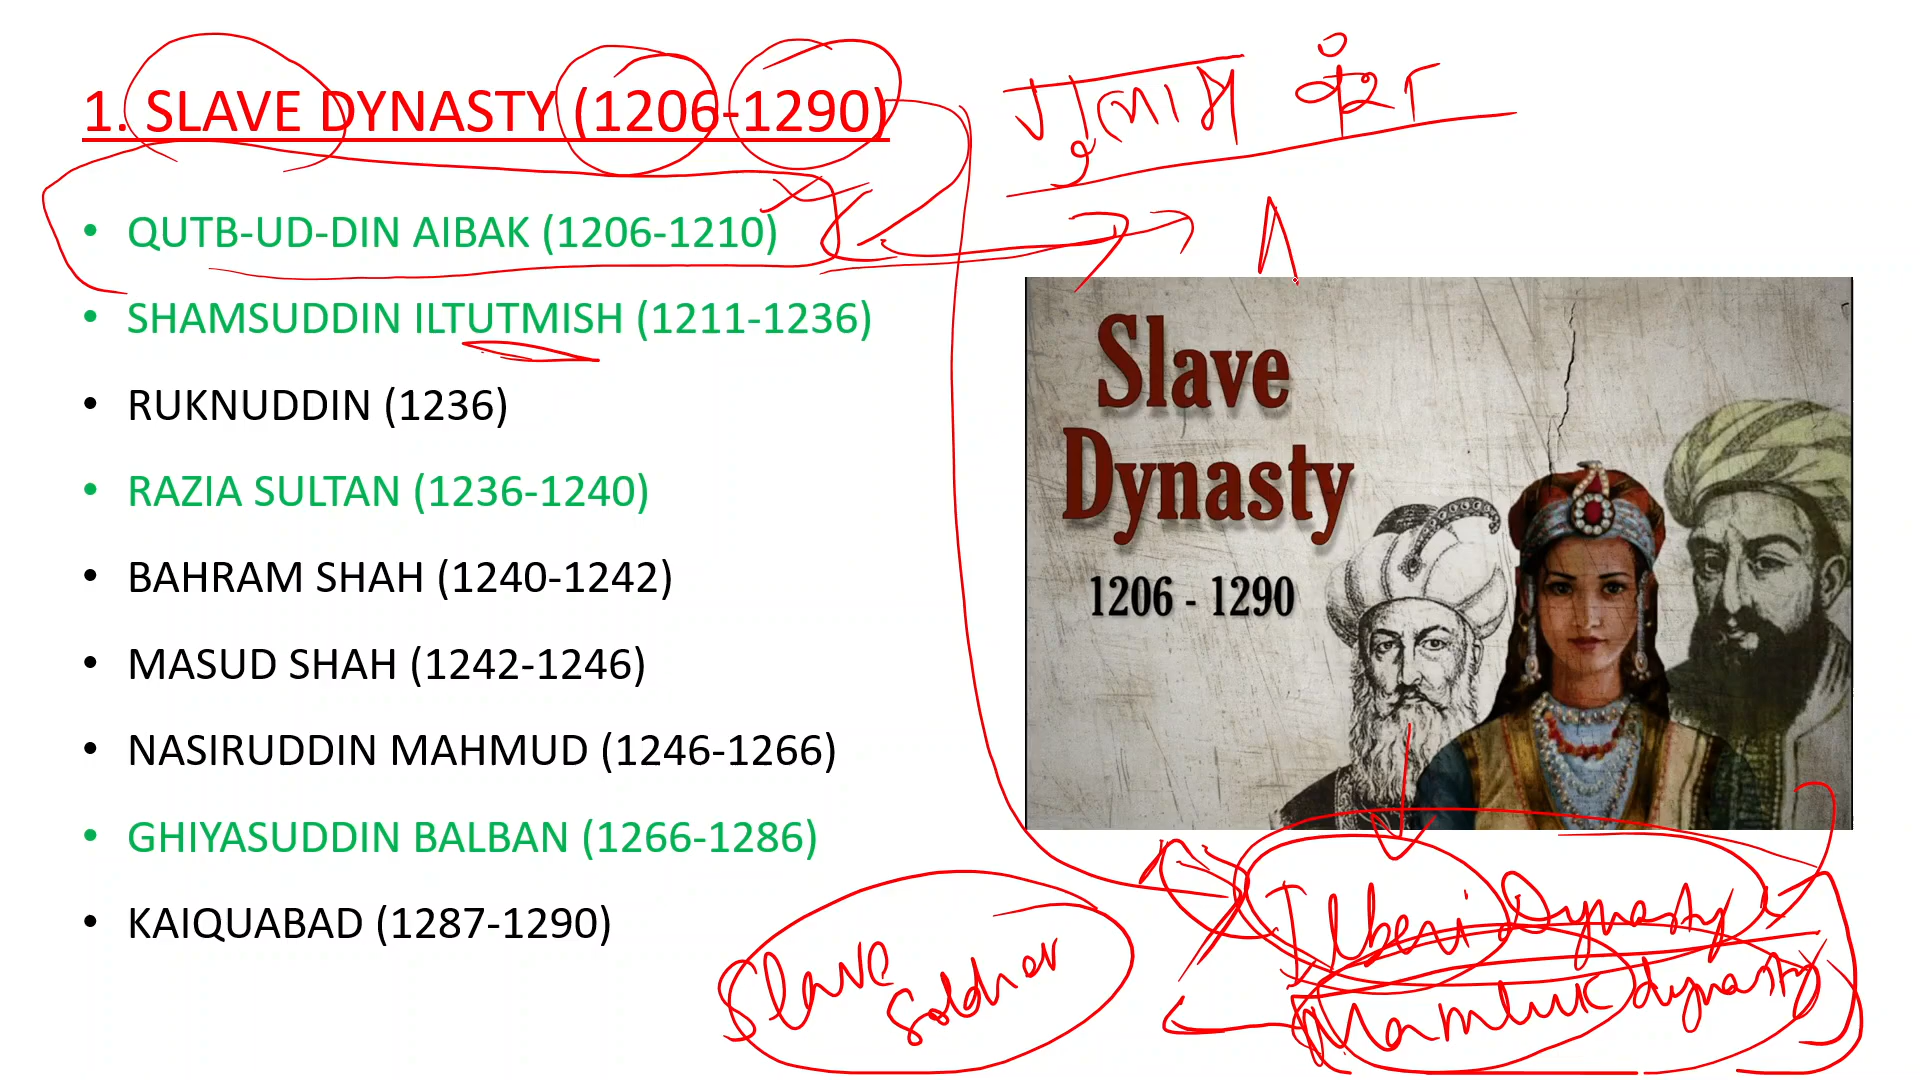 1. SLAVE DYNASTY (1206-1290)
गुलाम वंश
• QUTB-UD-DIN AIBAK (1206-1210)
• SHAMSUDDIN ILTUTMISH (1211-1236)
• RUKNUDDIN (1236)
• RAZIA SULTAN (1236-1240)
• BAHRAM SHAH (1240-1242)
• MASUD SHAH (1242-1246)
• NASIRUDDIN MAHMUD (1246-1266)
• GHIYASUDDIN BALBAN (1266-1286)
• KAIQUABAD (1287-1290)
Slave
Dynasty
1206 - 1290
Ilberi Dynasty
Mamluk dynasty
Slave
Soldier